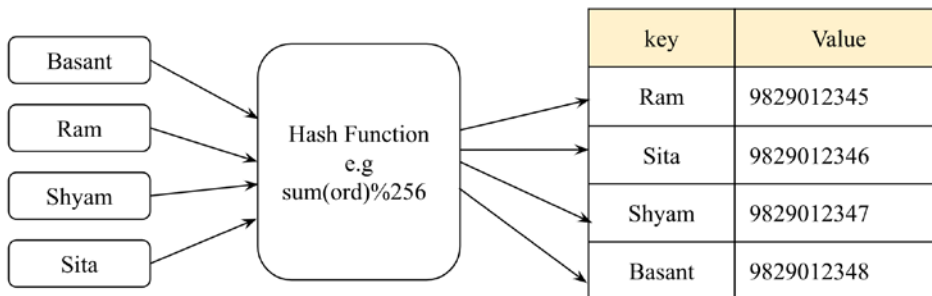 Basant
Ram
Shyam
Sita
Hash Function
e.g
sum(ord)%256
key Value
Ram 9829012345
Sita 9829012346
Shyam 9829012347
Basant 9829012348